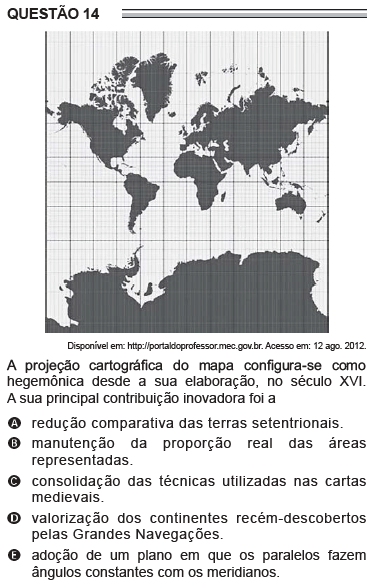 QUESTÃO 14
Disponível em: http://portaldoprofessor.mec.gov.br. Acesso em: 12 ago. 2012.
A projeção cartográfica do mapa configura-se como
hegemônica desde a sua elaboração, no século XVI.
A sua principal contribuição inovadora foi a
A redução comparativa das terras setentrionais.
B manutenção da proporção real das áreas
representadas.
C consolidação das técnicas utilizadas nas cartas
medievais.
D valorização dos continentes recém-descobertos
pelas Grandes Navegações.
E adoção de um plano em que os paralelos fazem
ângulos constantes com os meridianos.